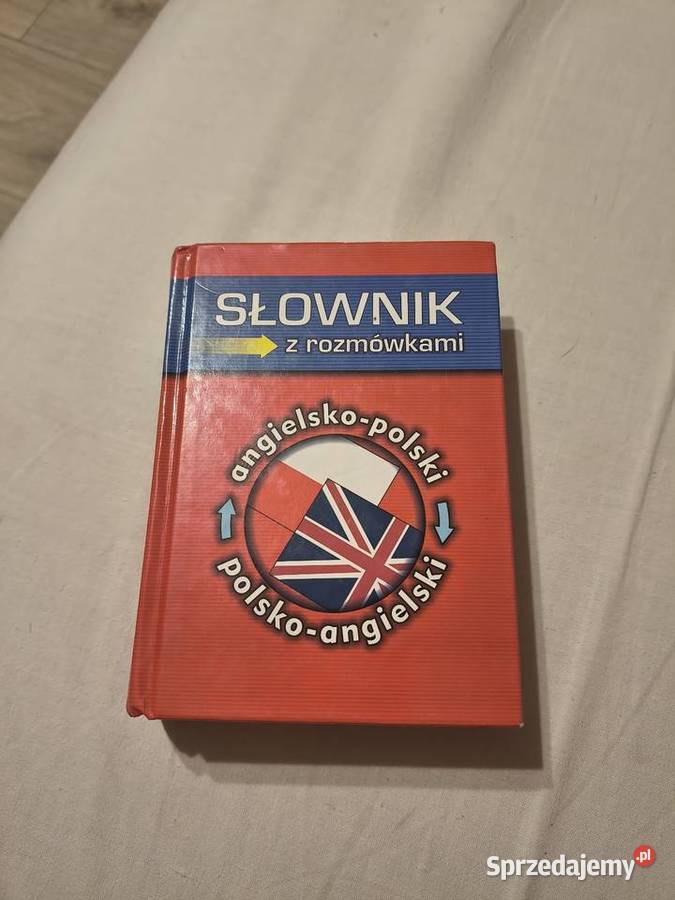 SŁOWNIK
z rozmówkami
angielsko-polski
polsko-angielski
Sprzedajemy.pl